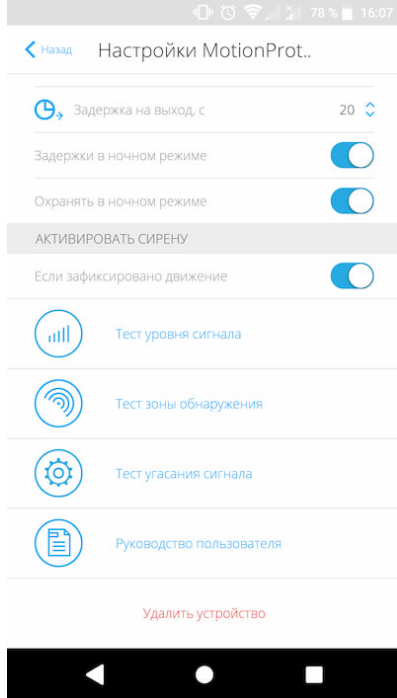 78 % 16:07
Назад Настройки MotionProt..
Задержка на выход, с 20
Задержки в ночном режиме
Охранять в ночном режиме
АКТИВИРОВАТЬ СИРЕНУ
Если зафиксировано движение
Тест уровня сигнала
Тест зоны обнаружения
Тест угасания сигнала
Руководство пользователя
Удалить устройство